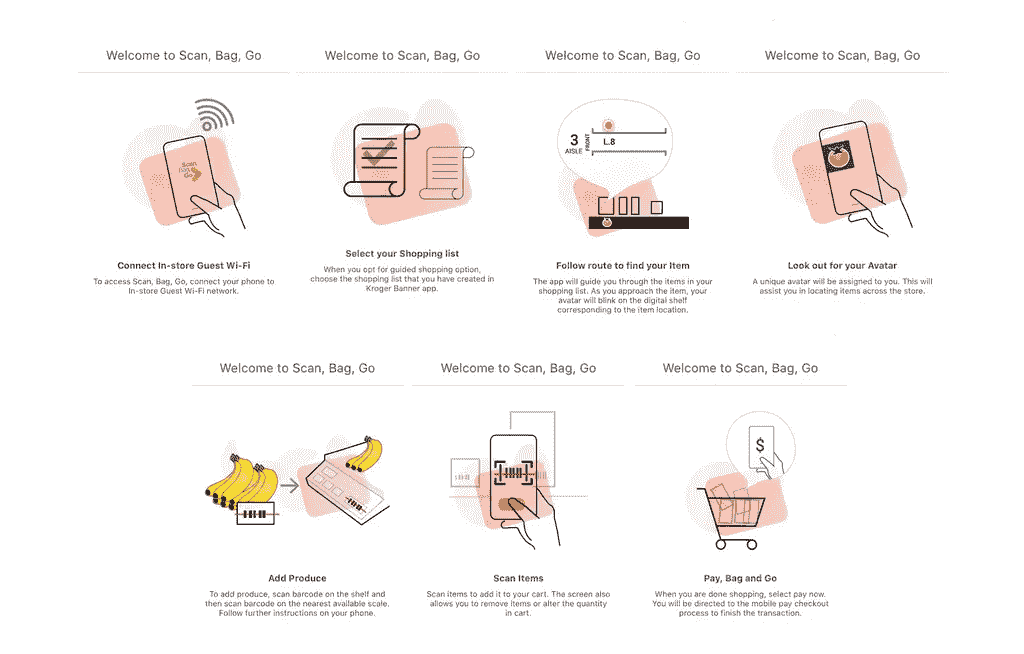 Welcome to Scan, Bag, Go
Scan
Bag
Go
Connect In-store Guest Wi-Fi
To access Scan, Bag, Go, connect your phone to
In-store Guest Wi-Fi network.
Welcome to Scan, Bag, Go
Select your Shopping list
When you opt for guided shopping option,
choose the shopping list that you have created in
Kroger Banner app.
Welcome to Scan, Bag, Go
3
AISLE
FRONT
L.8
Follow route to find your Item
The app will guide you through the items in your
shopping list. As you approach the item, your
avatar will blink on the digital shelf
corresponding to the item location.
Welcome to Scan, Bag, Go
Look out for your Avatar
A unique avatar will be assigned to you. This will
assist you in locating items across the store.
Welcome to Scan, Bag, Go
Add Produce
To add produce, scan barcode on the shelf and
then scan barcode on the nearest available scale.
Follow further instructions on your phone.
Welcome to Scan, Bag, Go
Scan Items
Scan items to add it to your cart. The screen also
allows you to remove items or alter the quantity
in cart.
Welcome to Scan, Bag, Go
$
Pay, Bag and Go
When you are done shopping, select pay now.
You will be directed to the mobile pay checkout
process to finish the transaction.